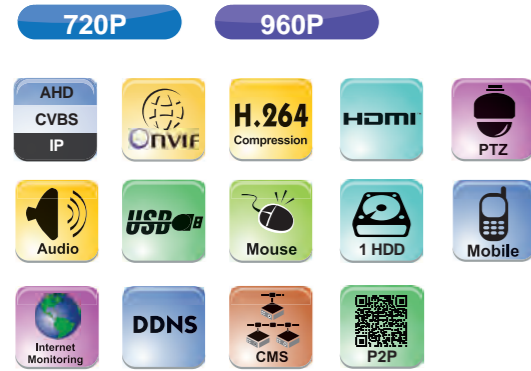 720P
960P
AHD
CVBS
IP
ONVIF
H.264
Compression
HDMI
PTZ
Audio
USB
Mouse
1 HDD
Mobile
Internet
Monitoring
DDNS
CMS
P2P